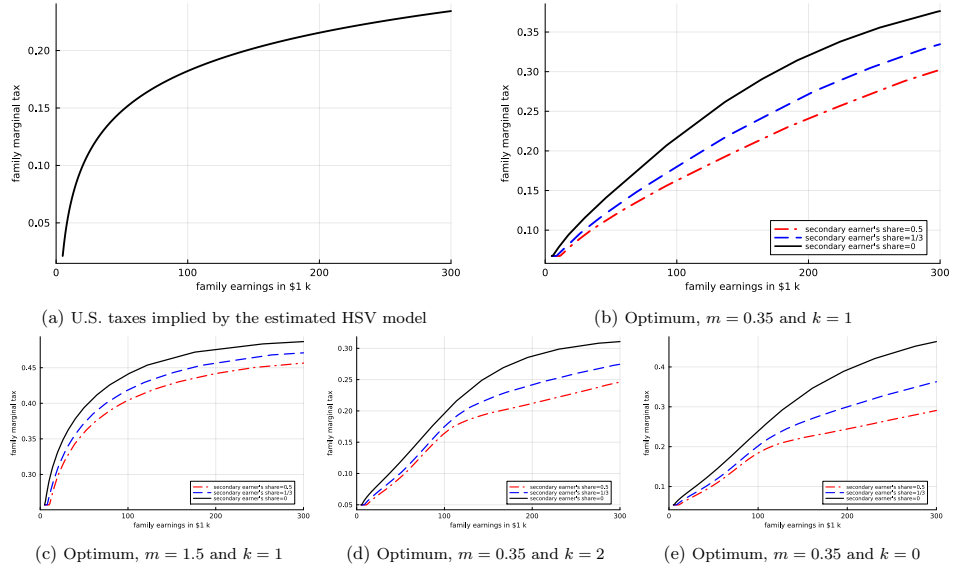 family marginal tax
0.20
0.15
0.10
0.05
0
100
200
300
family earnings in $1 k
(a) U.S. taxes implied by the estimated HSV model
family marginal tax
0.35
0.30
0.25
0.20
0.15
0.10
0
100
200
300
family earnings in $1 k
secondary earner's share=0.5
secondary earner's share=1/3
secondary earner's share=0
(b) Optimum, m = 0.35 and k = 1
family marginal tax
0.45
0.40
0.35
0.30
0
100
200
300
family earnings in $1 k
secondary earner's share=0.5
secondary earner's share=1/3
secondary earner's share=0
(c) Optimum, m = 1.5 and k = 1
family marginal tax
0.30
0.25
0.20
0.15
0.10
0.05
0
100
200
300
family earnings in $1 k
secondary earner's share=0.5
secondary earner's share=1/3
secondary earner's share=0
(d) Optimum, m = 0.35 and k = 2
family marginal tax
0.4
0.3
0.2
0.1
0.0
0
100
200
300
family earnings in $1 k
secondary earner's share=0.5
secondary earner's share=1/3
secondary earner's share=0
(e) Optimum, m = 0.35 and k = 0